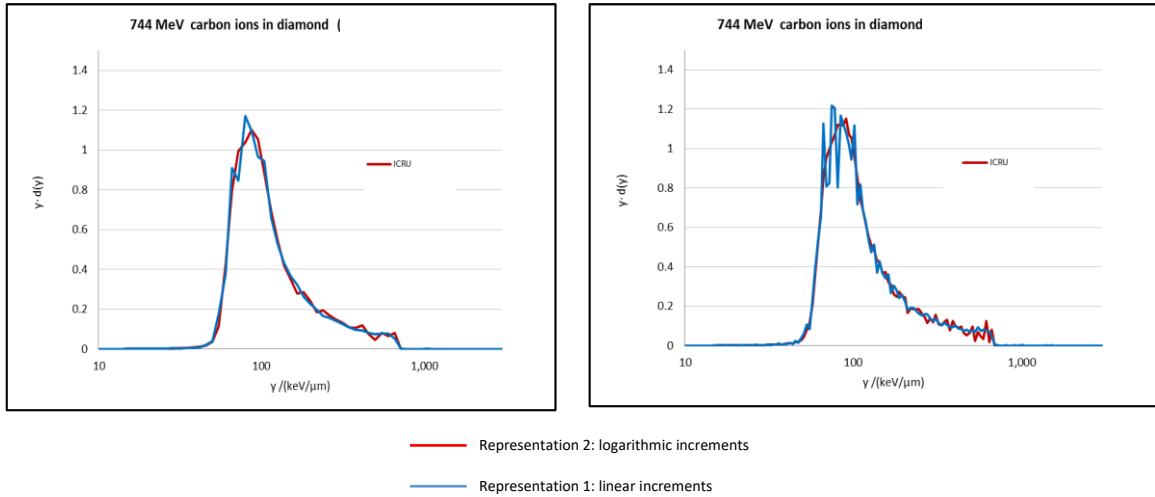 744 MeV carbon ions in diamond (
1.4
1.2
1
0.8
0.6
0.4
0.2
0
y· d(y)
ICRU
10
100
1,000
y /(keV/µm)
744 MeV carbon ions in diamond
1.4
1.2
1
0.8
0.6
0.4
0.2
0
y· d(y)
ICRU
10
100
1,000
y /(keV/µm)
Representation 2: logarithmic increments
Representation 1: linear increments